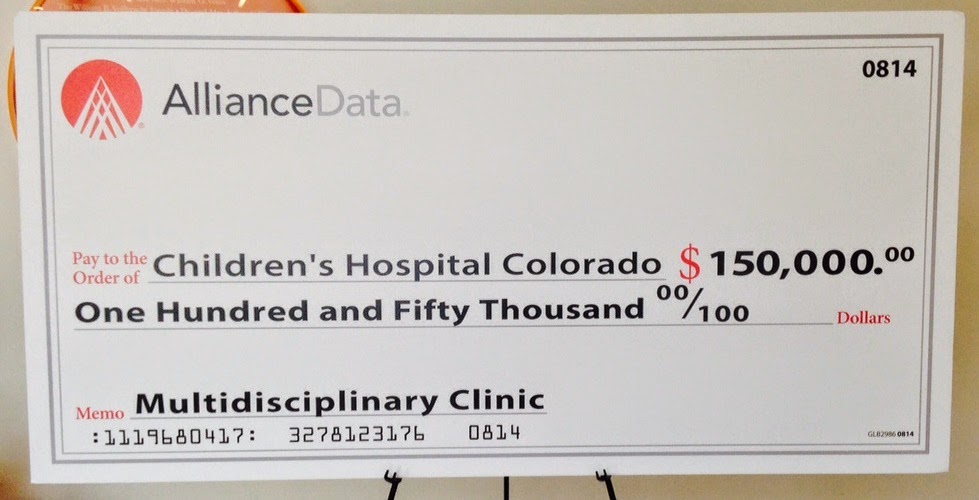 0814
AllianceData®
Pay to the
Order of Children's Hospital Colorado $ 150,000.00
One Hundred and Fifty Thousand 00/100 Dollars
Memo Multidisciplinary Clinic
:1119680417: 3278123176 0814
GLB2986 0814